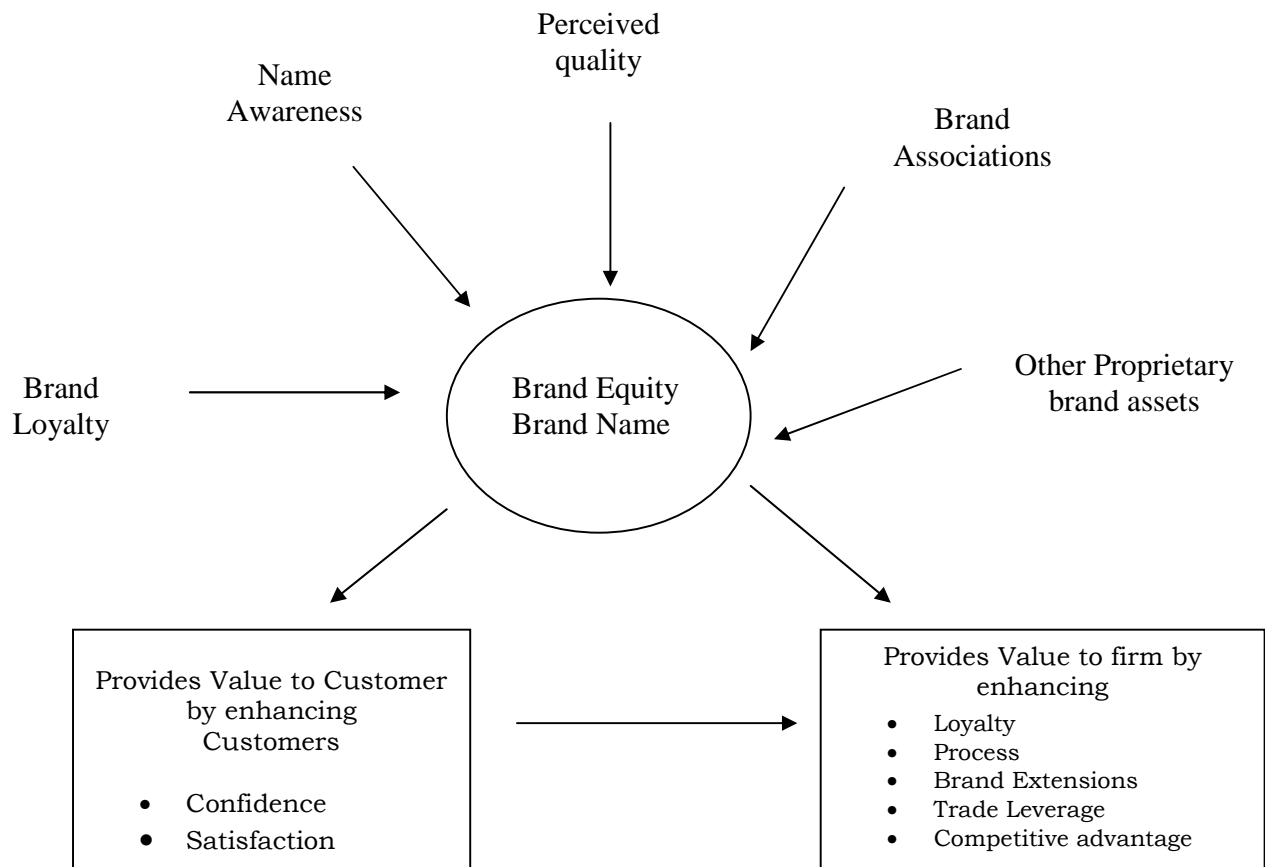 Perceived
quality
Name
Awareness
Brand
Associations
Other Proprietary
brand assets
Brand
Loyalty
Brand Equity
Brand Name
Provides Value to Customer
by enhancing
Customers
• Confidence
• Satisfaction
Provides Value to firm by
enhancing
• Loyalty
• Process
• Brand Extensions
• Trade Leverage
• Competitive advantage